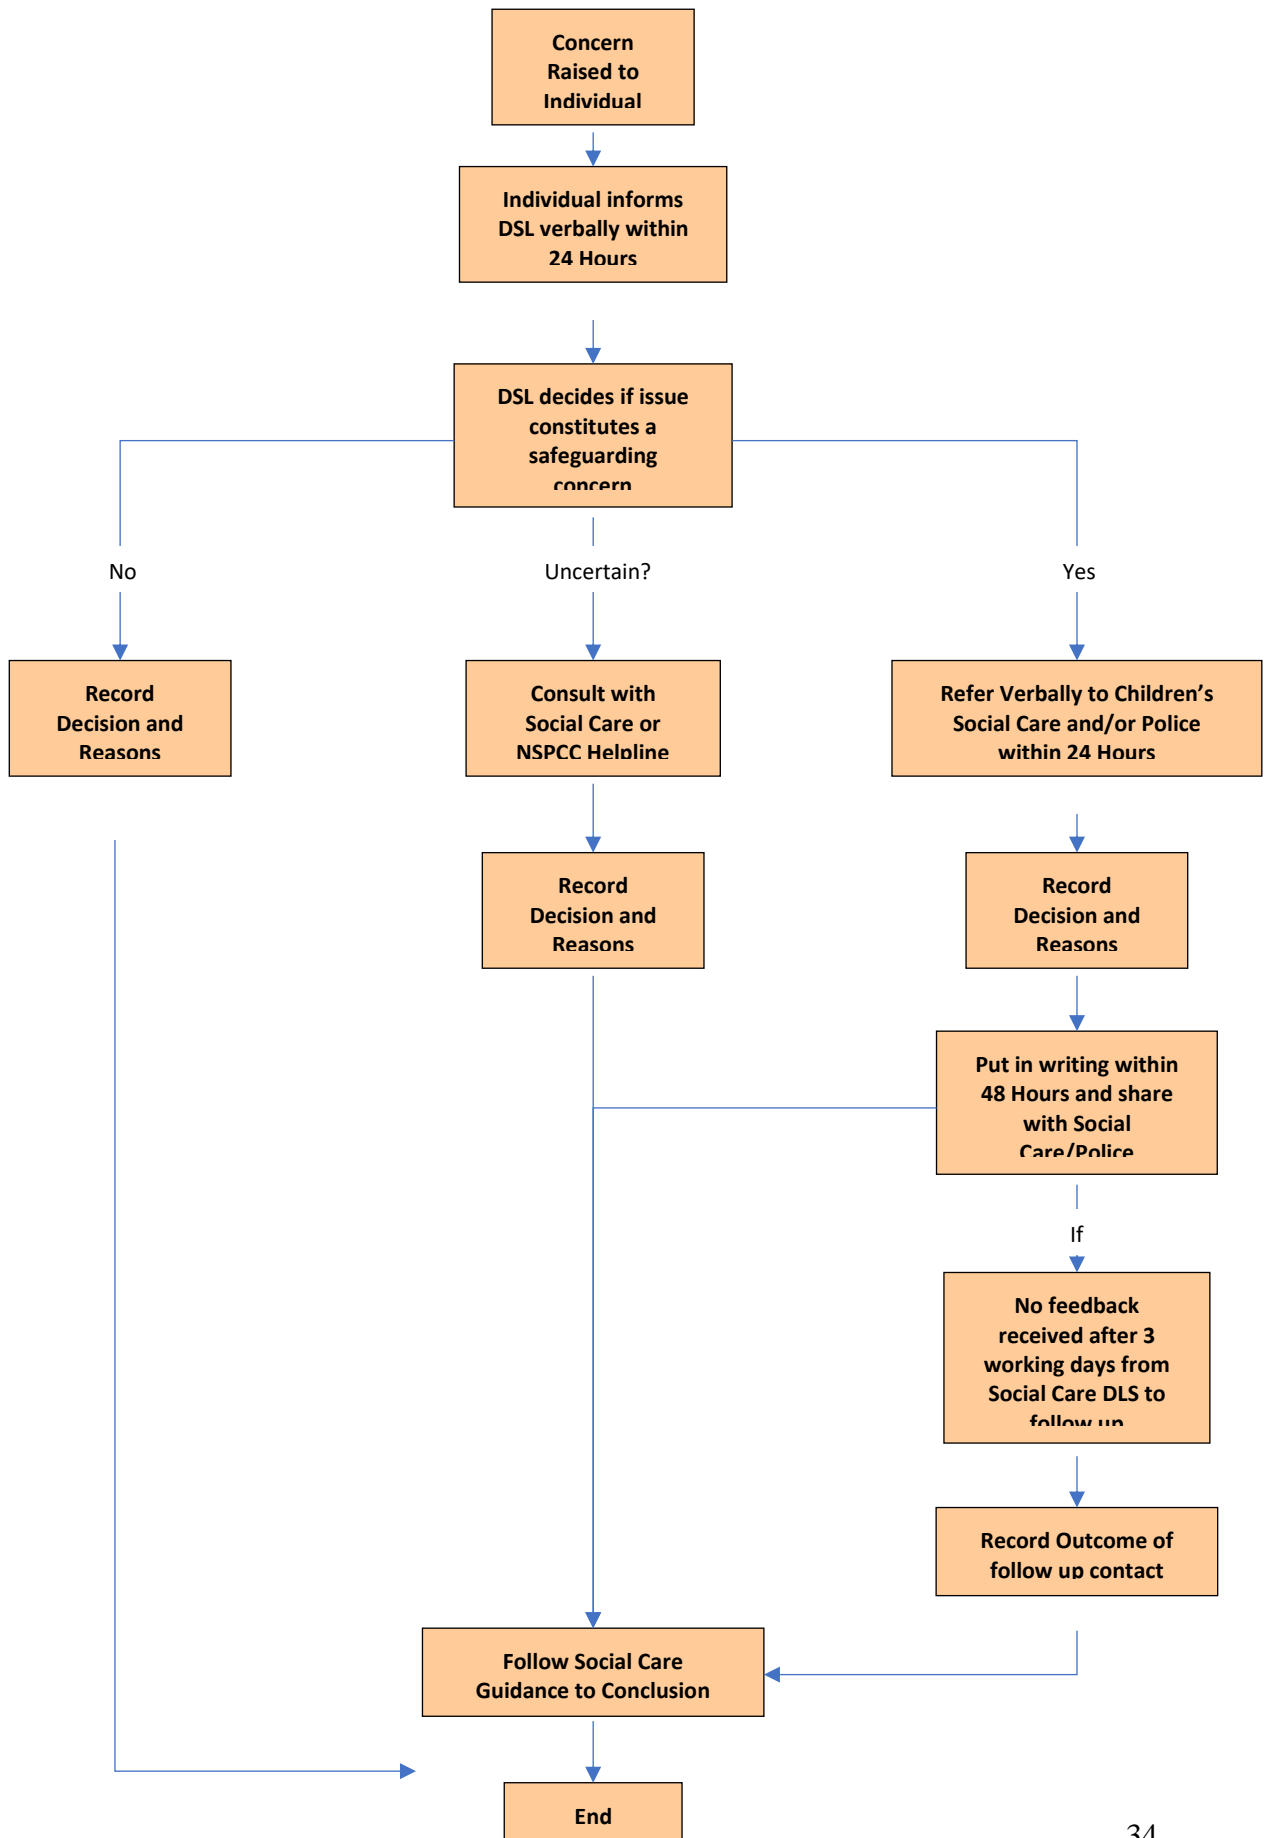 Concern
Raised to
Individual
Individual informs
DSL verbally within
24 Hours
DSL decides if issue
constitutes a
safeguarding
concern
No
Uncertain?
Yes
Record
Decision and
Reasons
Consult with
Social Care or
NSPCC Helpline
Refer Verbally to Children’s
Social Care and/or Police
within 24 Hours
Record
Decision and
Reasons
Record
Decision and
Reasons
Put in writing within
48 Hours and share
with Social
Care/Police
If
No feedback
received after 3
working days from
Social Care DLS to
follow up
Record Outcome of
follow up contact
Follow Social Care
Guidance to Conclusion
End
34